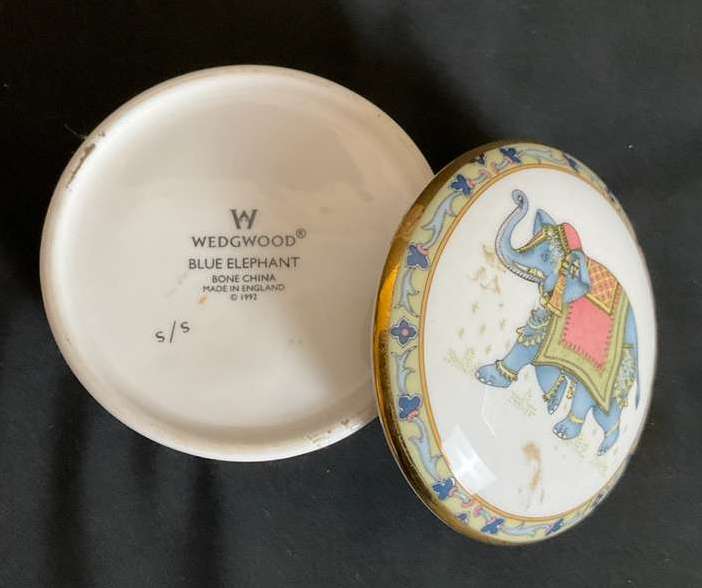 W
WEDGWOOD®
BLUE ELEPHANT
BONE CHINA
MADE IN ENGLAND
© 1992
S/S